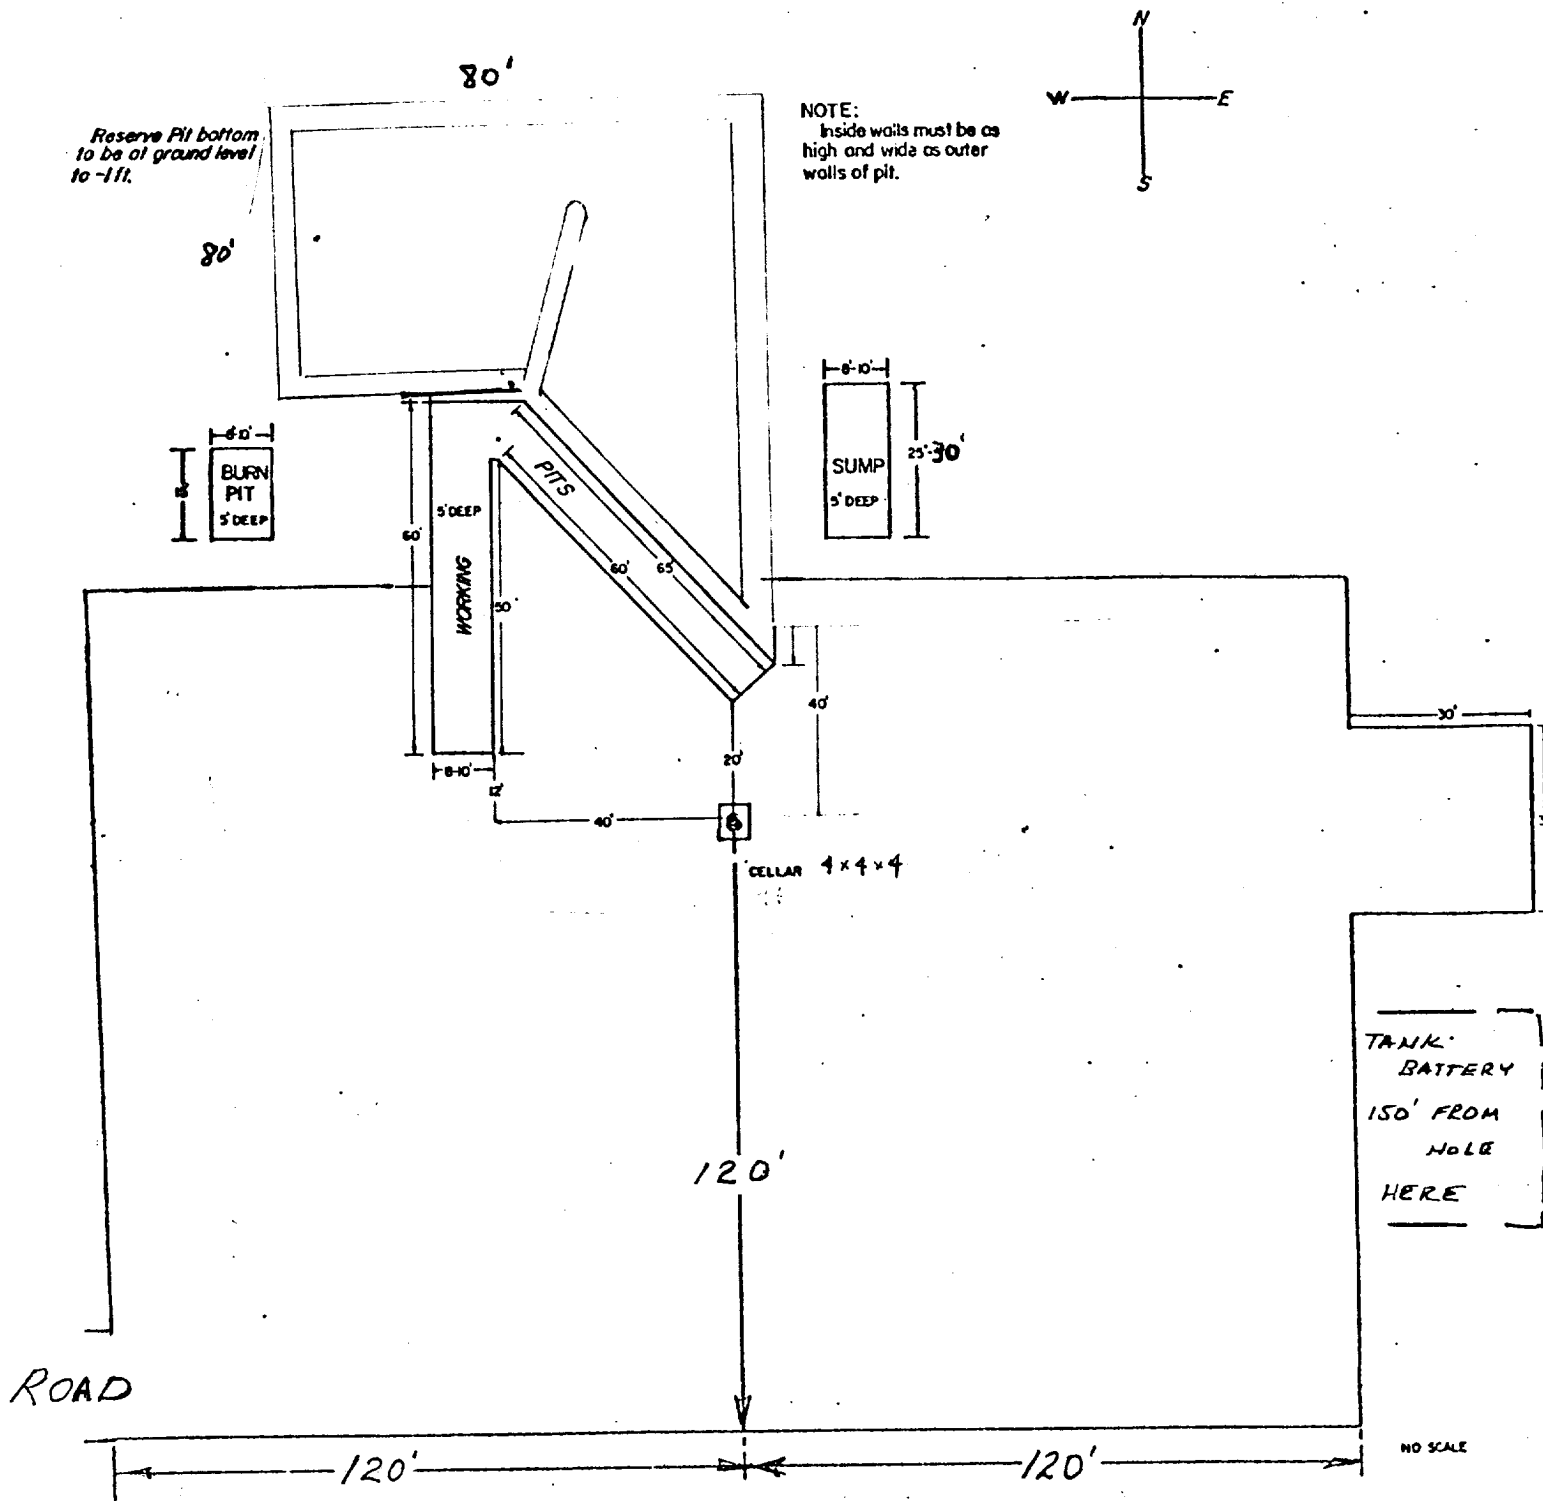 N
80'
W E
NOTE:
Inside walls must be as
high and wide as outer
walls of pit.
Reserve Pit bottom
to be at ground level
to -1 ft.
S
80'
8'-10'
8'-10'
25'-30'
BURN
PIT
5' DEEP
SUMP
5' DEEP
PITS
5' DEEP
60'
WORKING
60'
65'
50'
40'
30'
20'
8-10'
12'
40'
CELLAR 4 x 4 x 4
TANK
BATTERY
150' FROM
HOLE
HERE
120'
ROAD
NO SCALE
120'
120'